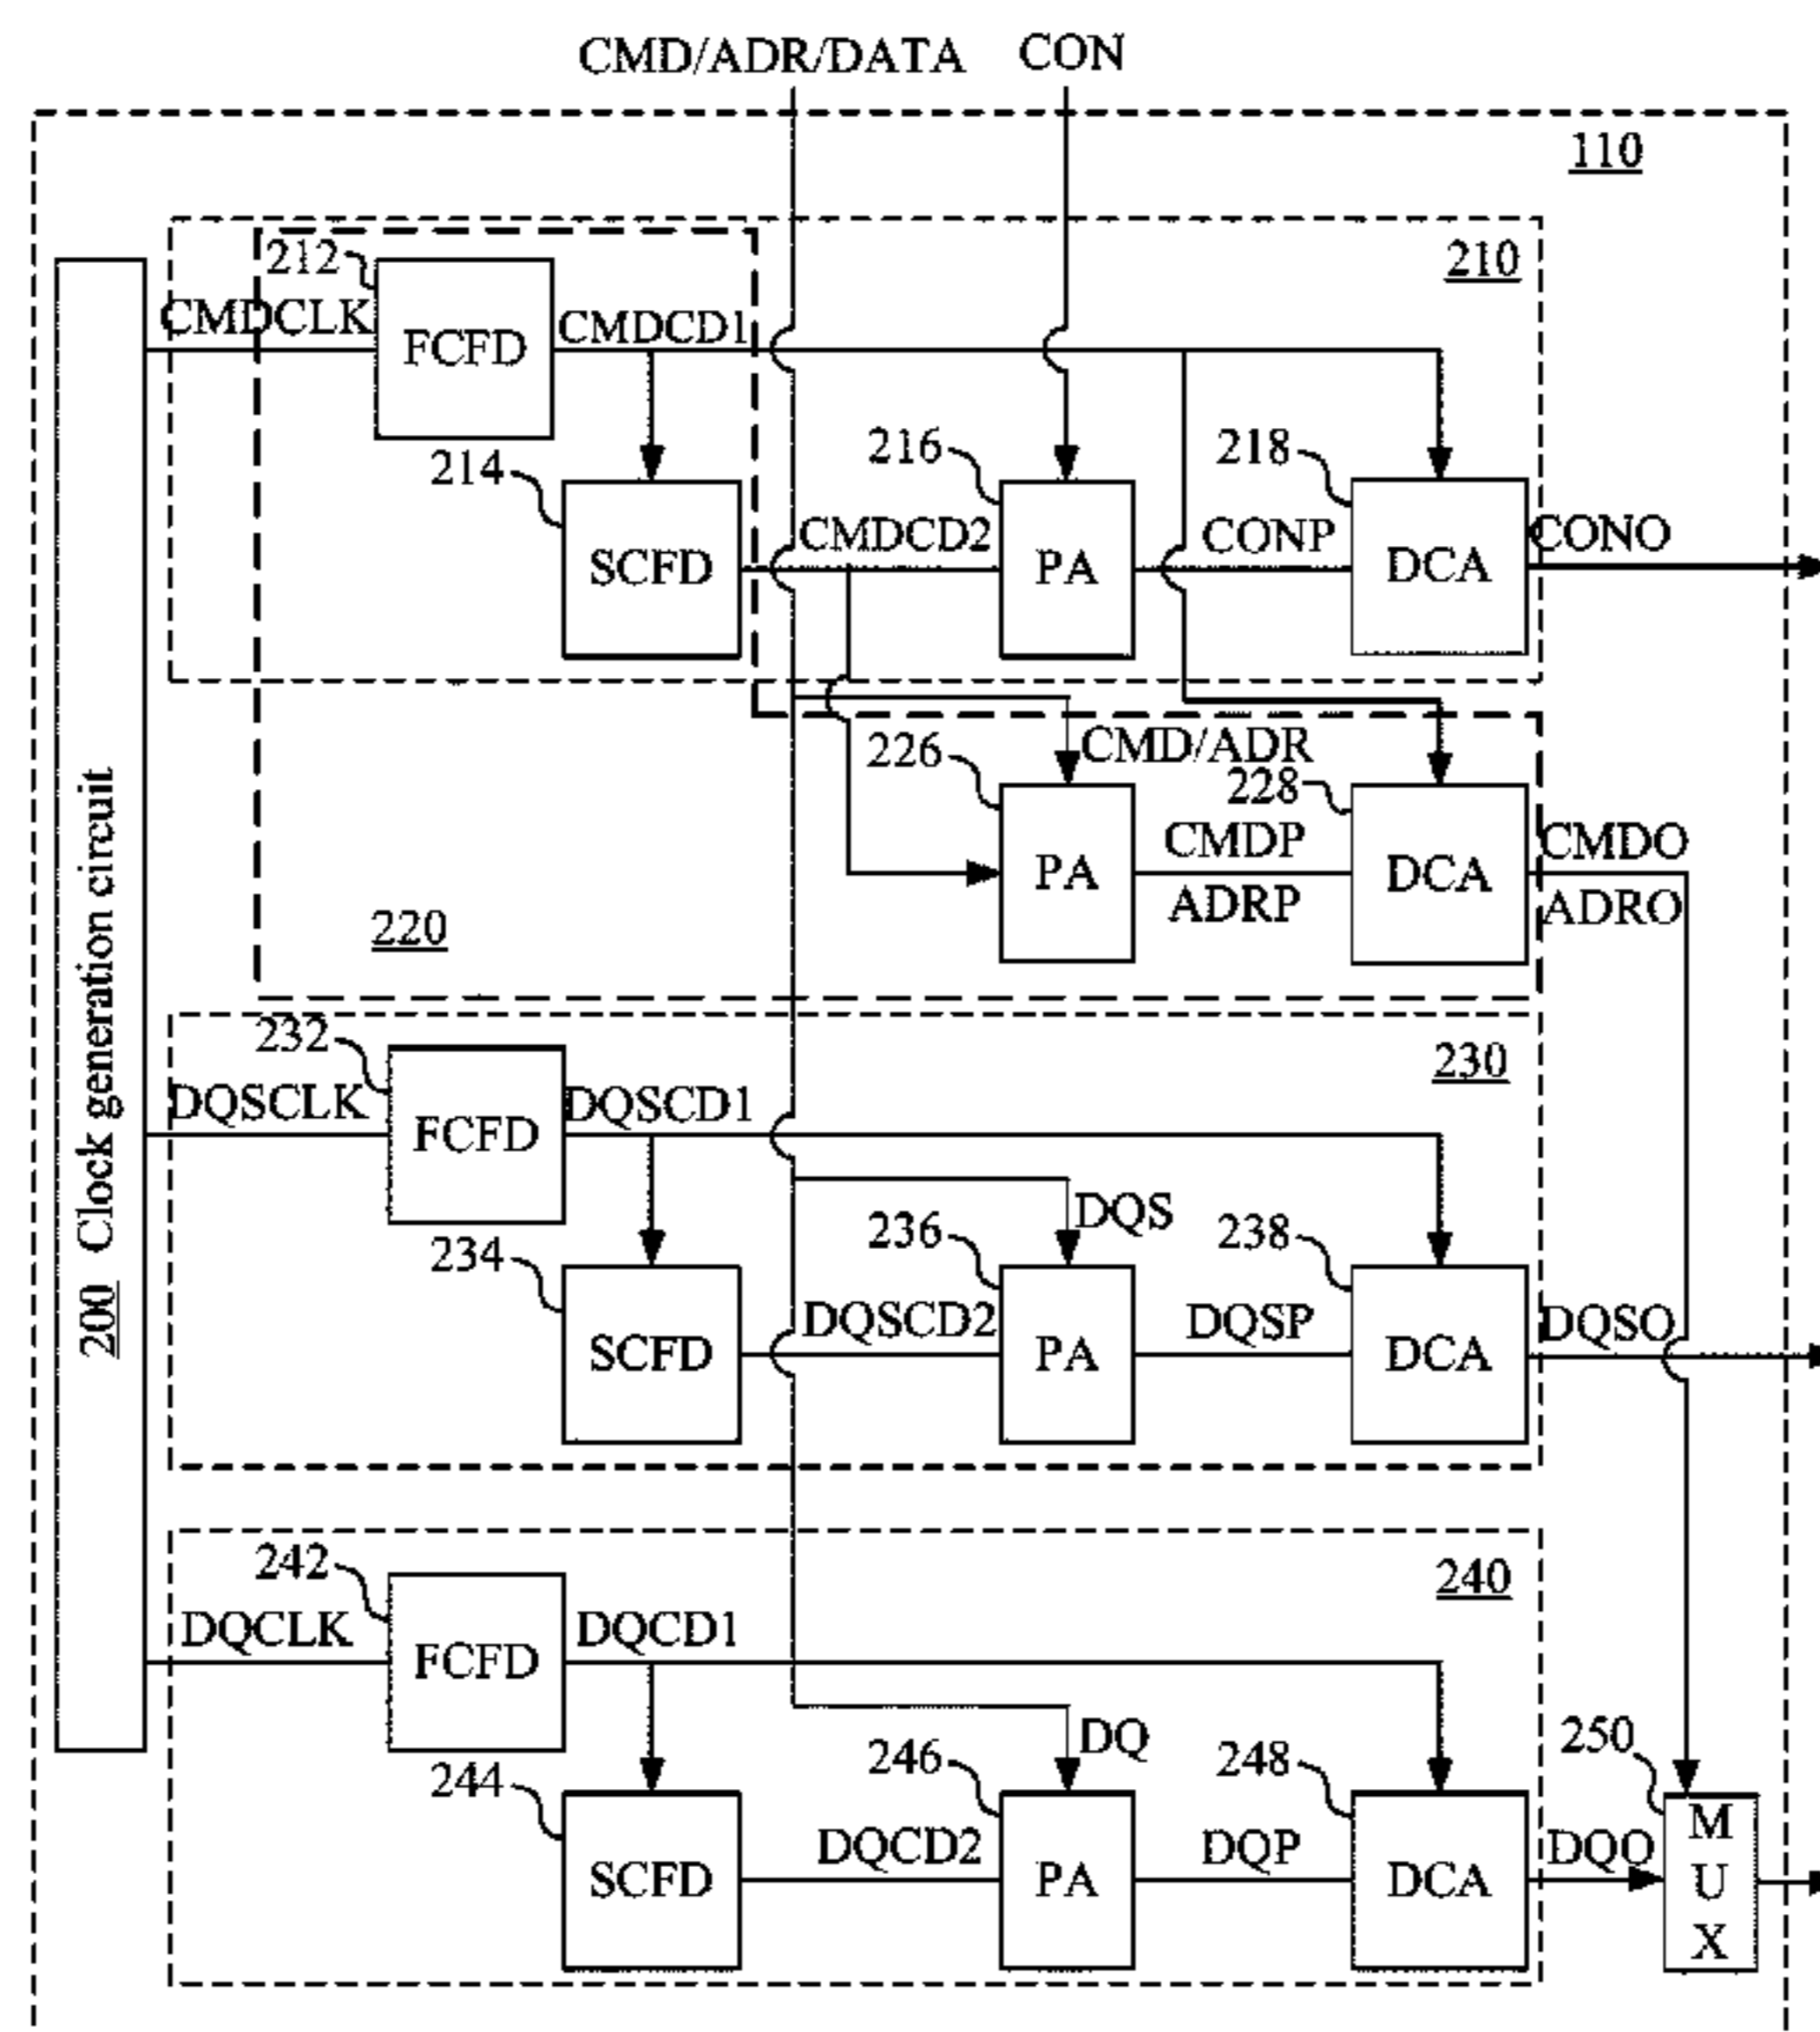 CMD/ADR/DATA CON
110
210
212
CMDCLK
FCFD
CMDCD1
214
SCFD
CMDCD2
216
PA
CONP
218
DCA
CONO
220
226
CMD/ADR
PA
CMDP
ADRP
228
DCA
CMDO
ADRO
200 Clock generation circuit
230
232
DQSCLK
FCFD
DQSCD1
234
SCFD
DQSCD2
236
DQS
PA
DQSP
238
DCA
DQSO
240
242
DQCLK
FCFD
DQCD1
244
SCFD
DQCD2
246
DQ
PA
DQP
248
DCA
DQO
250
M
U
X